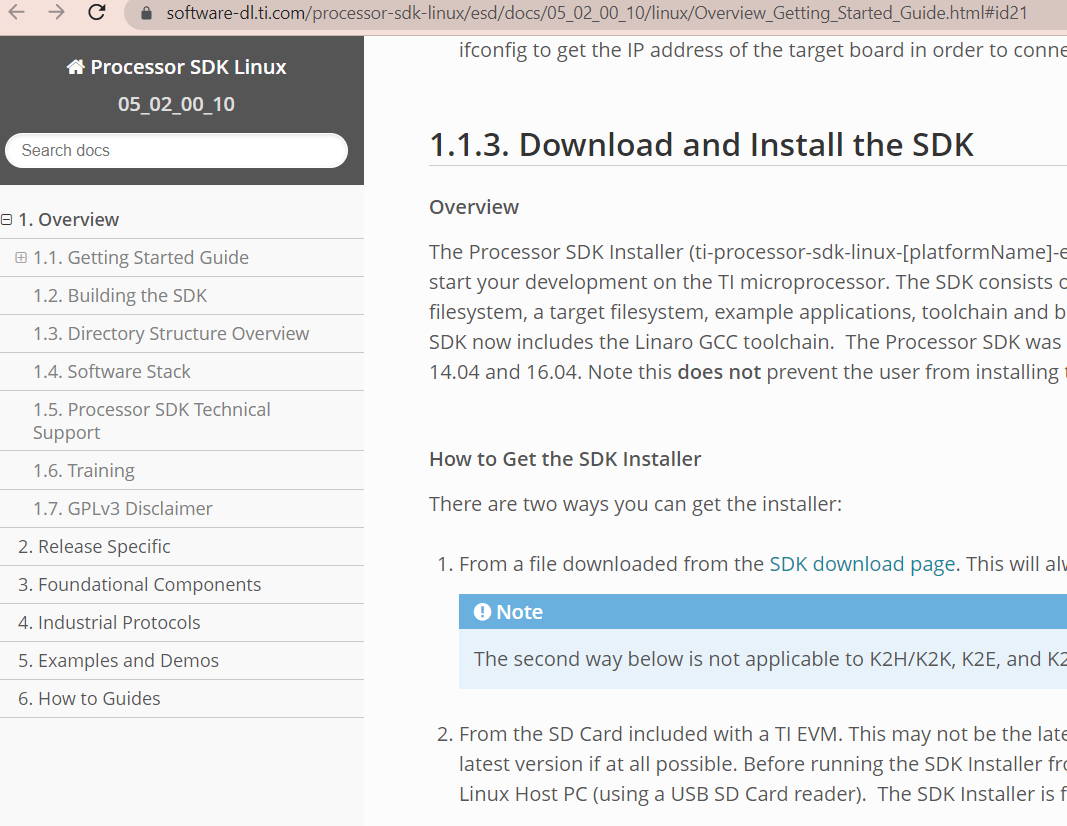 software-dl.ti.com/processor-sdk-linux/esd/docs/05_02_00_10/linux/Overview_Getting_Started_Guide.html#id21
Processor SDK Linux
05_02_00_10
Search docs
1. Overview
1.1. Getting Started Guide
1.2. Building the SDK
1.3. Directory Structure Overview
1.4. Software Stack
1.5. Processor SDK Technical
Support
1.6. Training
1.7. GPLv3 Disclaimer
2. Release Specific
3. Foundational Components
4. Industrial Protocols
5. Examples and Demos
6. How to Guides
ifconfig to get the IP address of the target board in order to conne
1.1.3. Download and Install the SDK
Overview
The Processor SDK Installer (ti-processor-sdk-linux-[platformName]-e
start your development on the TI microprocessor. The SDK consists o
filesystem, a target filesystem, example applications, toolchain and b
SDK now includes the Linaro GCC toolchain. The Processor SDK was
14.04 and 16.04. Note this does not prevent the user from installing
How to Get the SDK Installer
There are two ways you can get the installer:
1. From a file downloaded from the SDK download page. This will alw
Note
The second way below is not applicable to K2H/K2K, K2E, and K2
2. From the SD Card included with a TI EVM. This may not be the late
latest version if at all possible. Before running the SDK Installer fro
Linux Host PC (using a USB SD Card reader). The SDK Installer is f